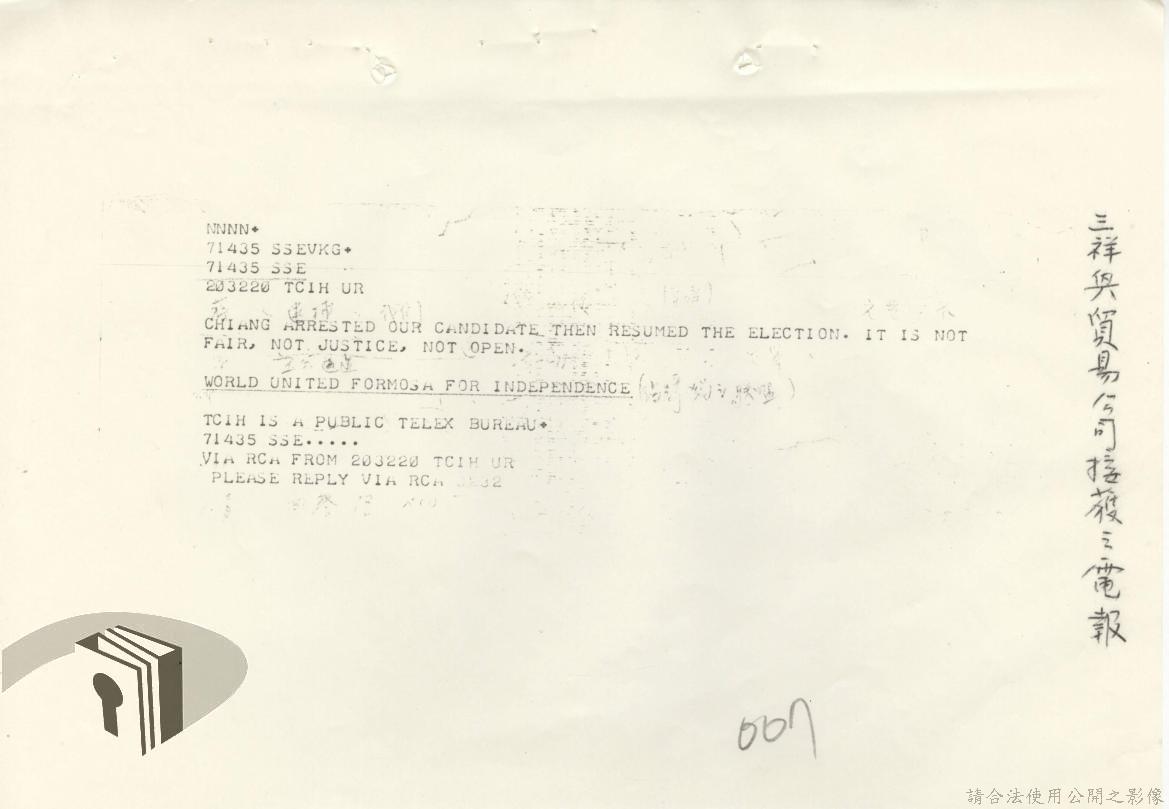 NNNN+
71435 SSEVKG+
71435 SSE
203220 TCIH UR
CHIANG ARRESTED OUR CANDIDATE THEN RESUMED THE ELECTION. IT IS NOT
FAIR, NOT JUSTICE, NOT OPEN.
WORLD UNITED FORMOSA FOR INDEPENDENCE
TCIH IS A PUBLIC TELEX BUREAU+
71435 SSE.....
VIA RCA FROM 203220 TCIH UR
PLEASE REPLY VIA RCA
三祥興貿易公司接獲之電報
007
請合法使用公開之影像